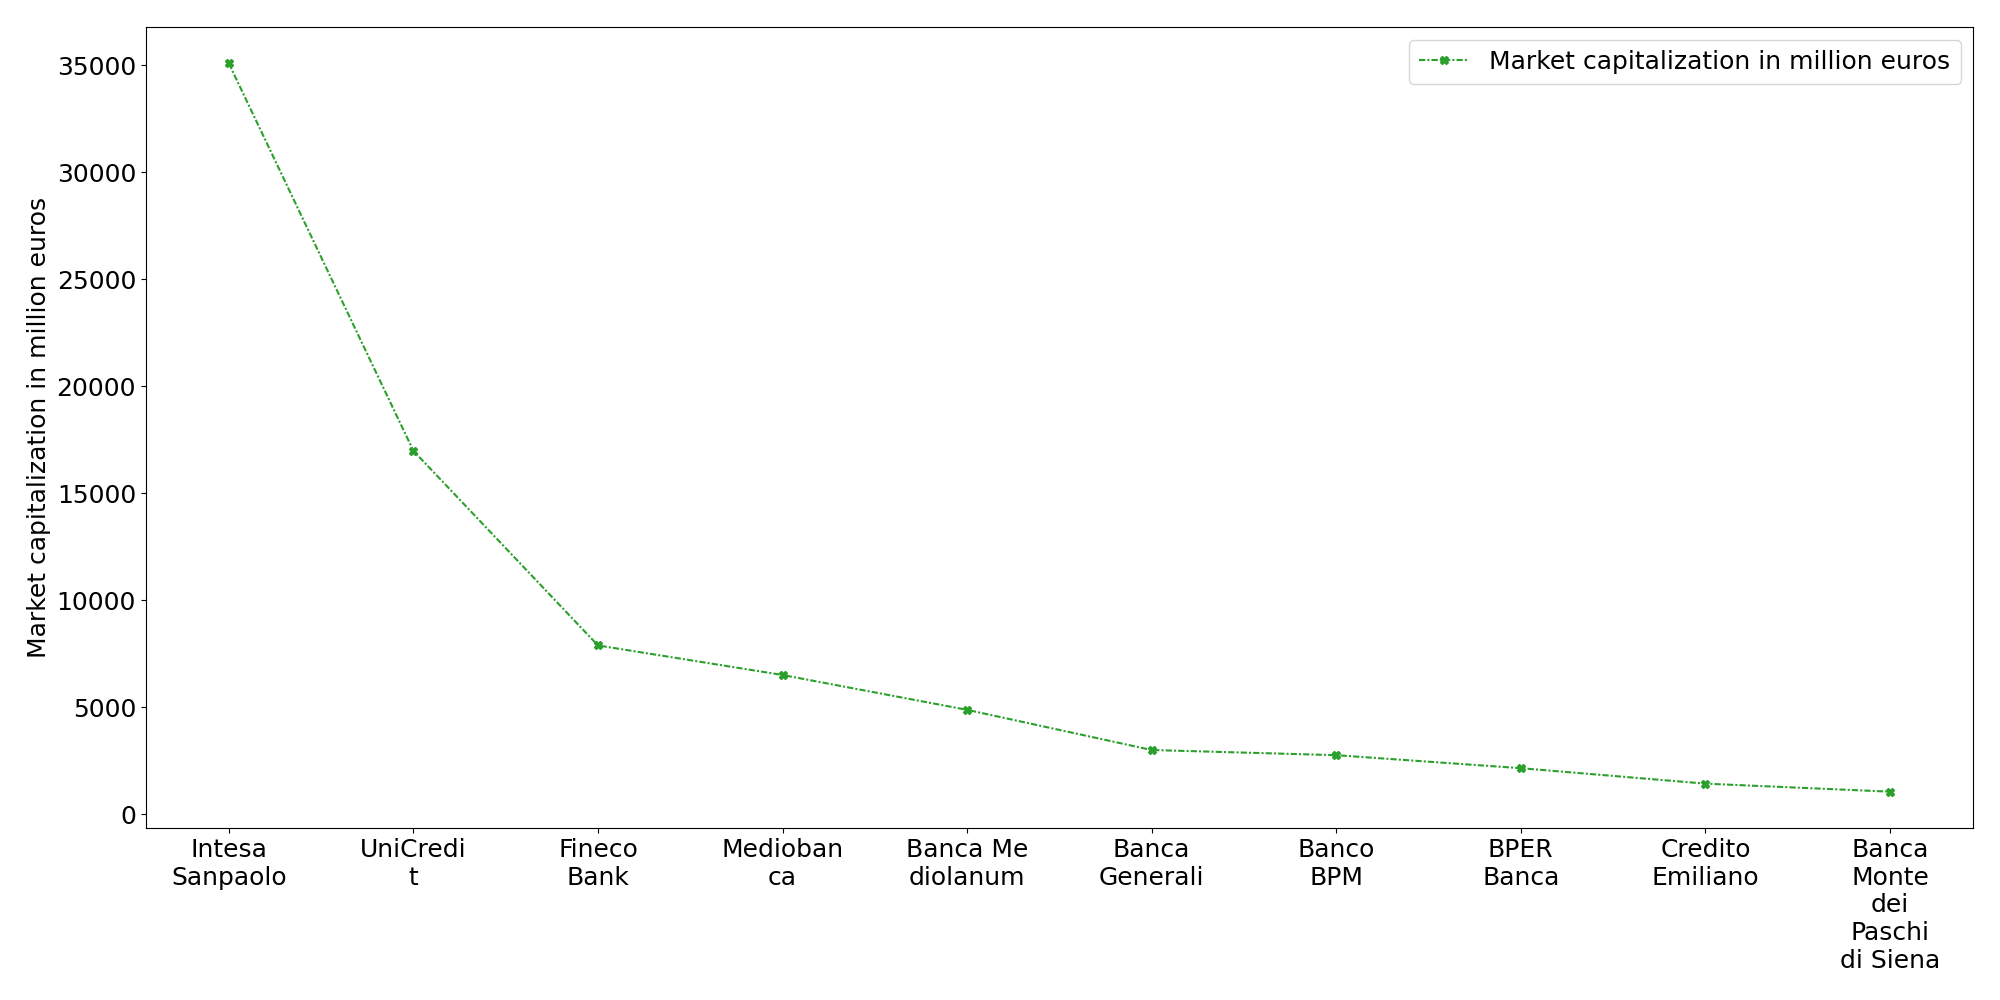 Market capitalization in million euros
Market capitalization in million euros
35000
30000
25000
20000
15000
10000
5000
0
Intesa
Sanpaolo
UniCredi
t
Fineco
Bank
Medioban
ca
Banca Me
diolanum
Banca
Generali
Banco
BPM
BPER
Banca
Credito
Emiliano
Banca
Monte
dei
Paschi
di Siena